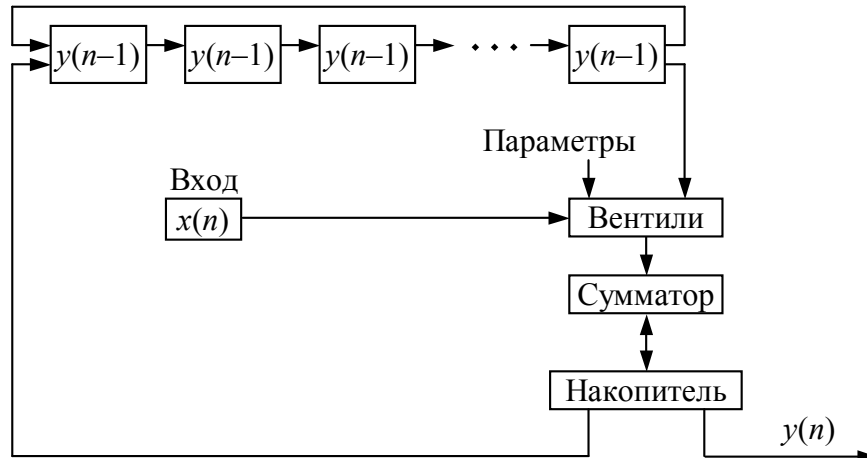 y(n–1) y(n–1) y(n–1) . . . y(n–1)
Параметры
Вход
x(n)
Вентили
Сумматор
Накопитель
y(n)